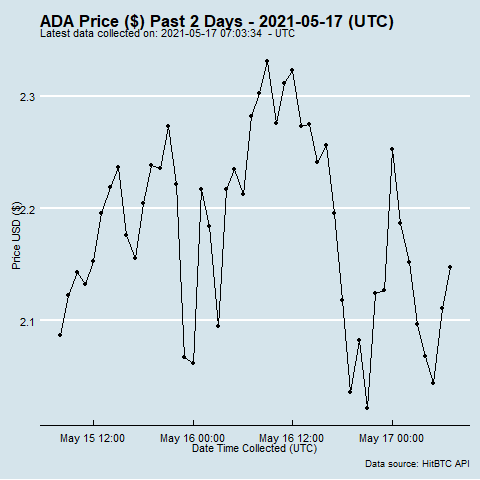 ADA Price ($) Past 2 Days - 2021-05-17 (UTC)
Latest data collected on: 2021-05-17 07:03:34 - UTC
2.3
2.2
2.1
Price USD ($)
May 15 12:00
May 16 00:00
May 16 12:00
May 17 00:00
Date Time Collected (UTC)
Data source: HitBTC API